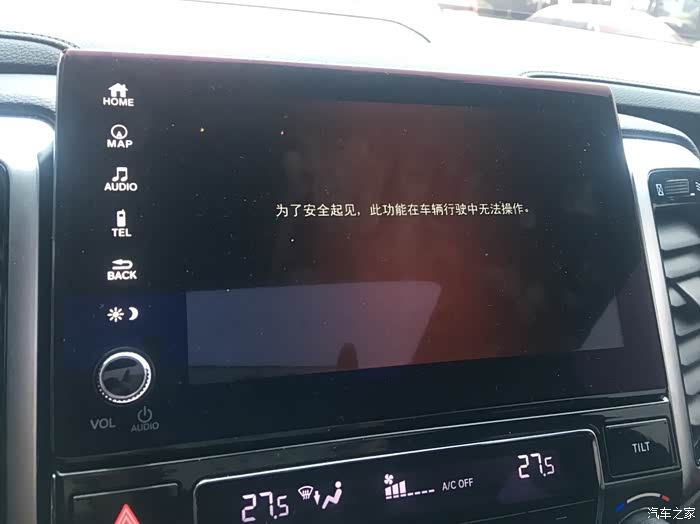 HOME
MAP
AUDIO
TEL
BACK
为了安全起见，此功能在车辆行驶中无法操作。
VOL
AUDIO
TILT
27.5
A/C OFF
27.5
汽车之家